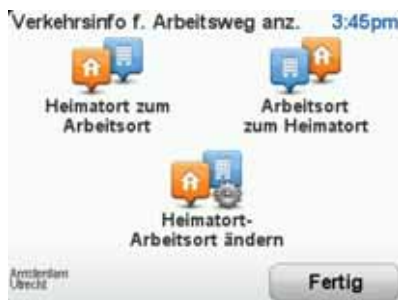 Verkehrsinfo f. Arbeitsweg anz. 3:45pm
Heimatort zum
Arbeitsort
Arbeitsort
zum Heimatort
Heimatort-
Arbeitsort ändern
Amsterdam
Utrecht
Fertig